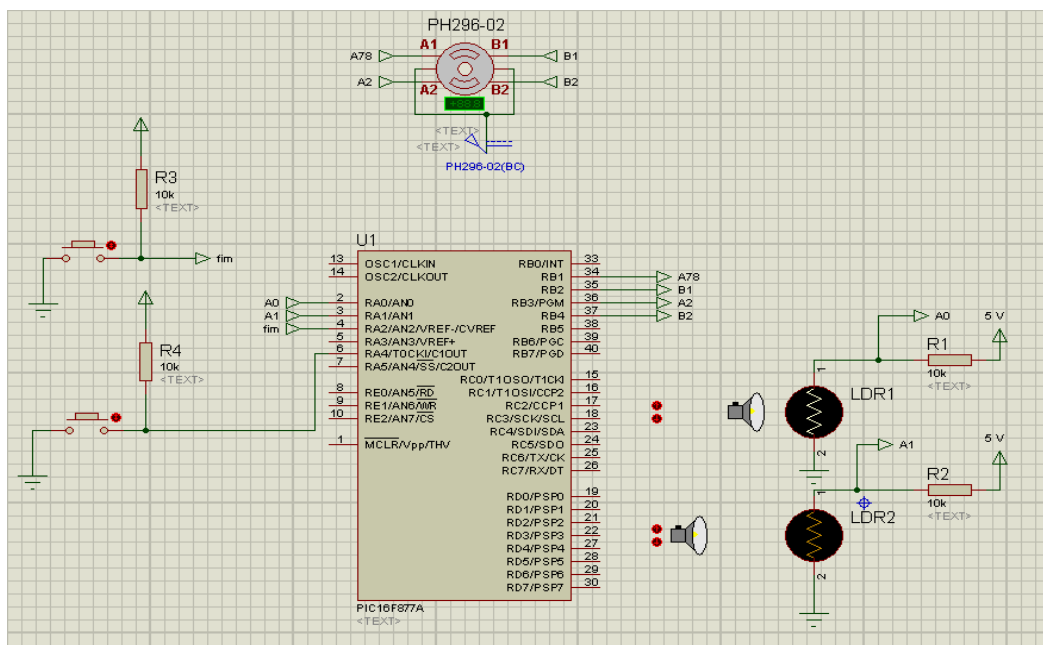 PH296-02
A1 B1
A78 B1
A2 B2
A2 B2
<TEXT>
<TEXT>
PH296-02(BC)
R3
10k
<TEXT>
fim
R4
10k
<TEXT>
U1
13 OSC1/CLKIN
14 OSC2/CLKOUT
A0 2 RA0/AN0
A1 3 RA1/AN1
fim 4 RA2/AN2/VREF-/CVREF
5 RA3/AN3/VREF+
6 RA4/T0CKI/C1OUT
7 RA5/AN4/SS/C2OUT
8 RE0/AN5/RD
9 RE1/AN6/WR
10 RE2/AN7/CS
1 MCLR/Vpp/THV
RB0/INT 33
RB1 34 A78
RB2 35 B1
RB3/PGM 36 A2
RB4 37 B2
RB5 38
RB6/PGC 39
RB7/PGD 40
RC0/T1OSO/T1CKI 15
RC1/T1OSI/CCP2 16
RC2/CCP1 17
RC3/SCK/SCL 18
RC4/SDI/SDA 23
RC5/SDO 24
RC6/TX/CK 25
RC7/RX/DT 26
RD0/PSP0 19
RD1/PSP1 20
RD2/PSP2 21
RD3/PSP3 22
RD4/PSP4 27
RD5/PSP5 28
RD6/PSP6 29
RD7/PSP7 30
PIC16F877A
<TEXT>
A0
5 V
R1
10k
<TEXT>
1
LDR1
2
A1
5 V
R2
10k
<TEXT>
1
LDR2
2